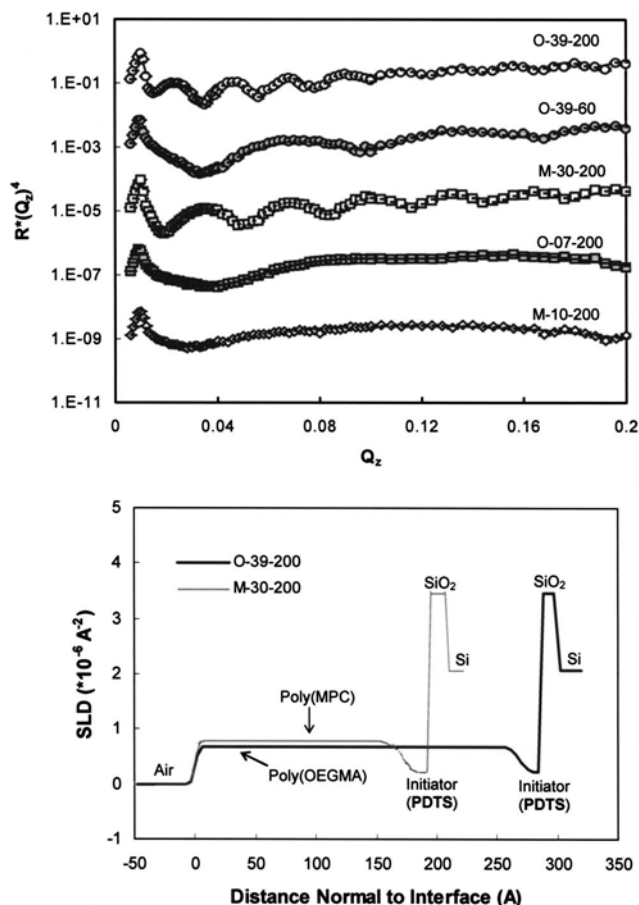 1.E+01
1.E-01
1.E-03
1.E-05
1.E-07
1.E-09
1.E-11
R*(Qz)4
O-39-200
O-39-60
M-30-200
O-07-200
M-10-200
0 0.04 0.08 0.12 0.16 0.2
Qz
5
4
3
2
1
0
-1
SLD (*10-6 A-2)
O-39-200
M-30-200
SiO2 SiO2
Si Si
Poly(MPC)
Air
Poly(OEGMA)
Initiator Initiator
(PDTS) (PDTS)
-50 0 50 100 150 200 250 300 350
Distance Normal to Interface (A)